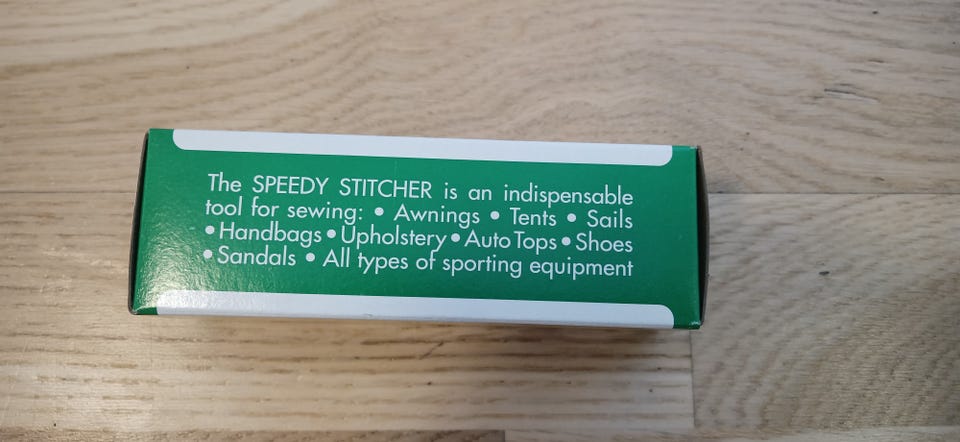 The SPEEDY STITCHER is an indispensable
tool for sewing: • Awnings • Tents • Sails
• Handbags • Upholstery • Auto Tops • Shoes
• Sandals • All types of sporting equipment